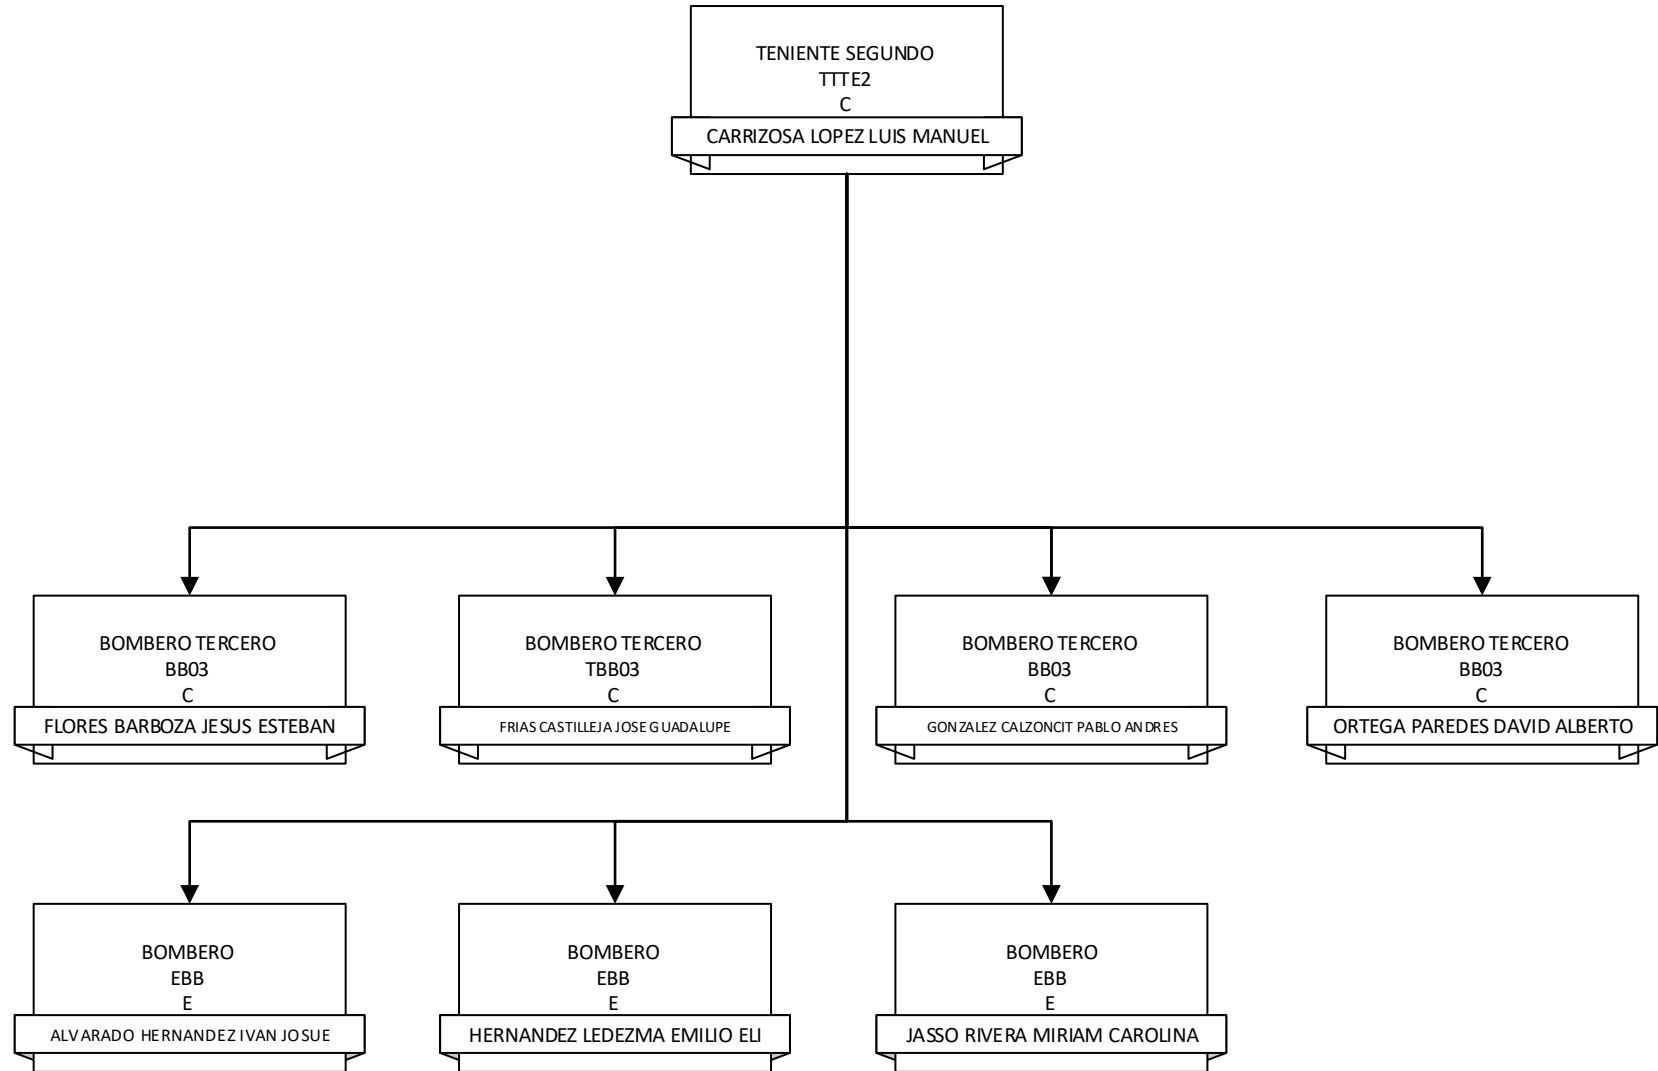 TENIENTE SEGUNDO
TTTE2
C
CARRIZOSA LOPEZ LUIS MANUEL
BOMBERO TERCERO
BB03
C
FLORES BARBOZA JESUS ESTEBAN
BOMBERO TERCERO
TBB03
C
FRIAS CASTILLEJA JOSE GUADALUPE
BOMBERO TERCERO
BB03
C
GONZALEZ CALZONCIT PABLO ANDRES
BOMBERO TERCERO
BB03
C
ORTEGA PAREDES DAVID ALBERTO
BOMBERO
EBB
E
ALVARADO HERNANDEZ IVAN JOSUE
BOMBERO
EBB
E
HERNANDEZ LEDEZMA EMILIO ELI
BOMBERO
EBB
E
JASSO RIVERA MIRIAM CAROLINA